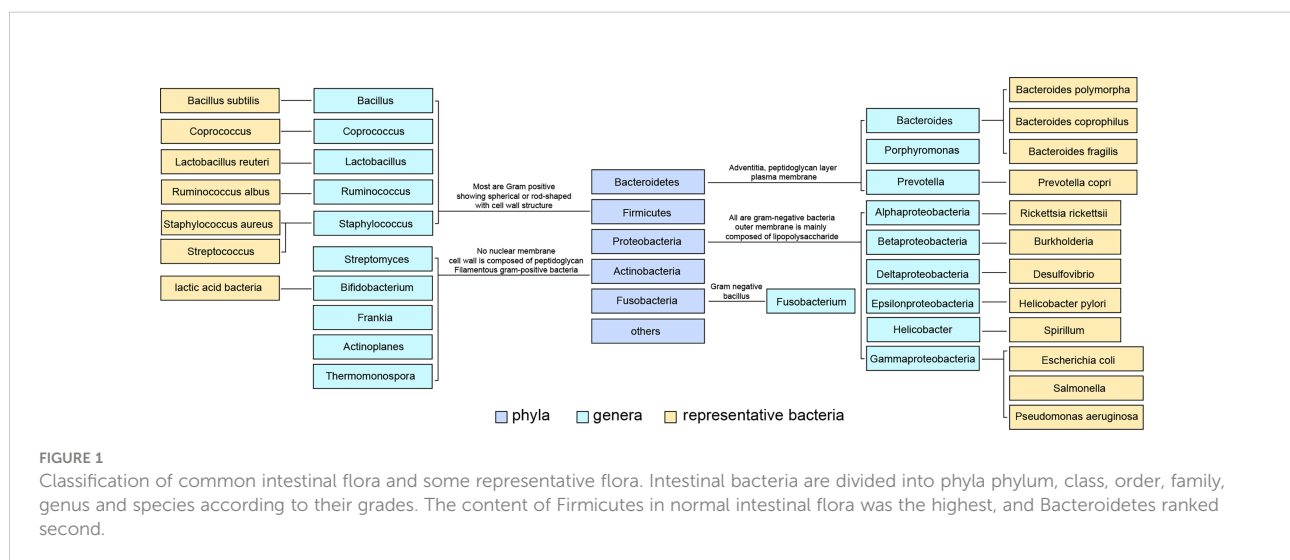 Bacillus subtilis
Coprococcus
Lactobacillus reuteri
Ruminococcus albus
Staphylococcus aureus
Streptococcus
lactic acid bacteria
Bacillus
Coprococcus
Lactobacillus
Ruminococcus
Staphylococcus
Streptomyces
Bifidobacterium
Frankia
Actinoplanes
Thermomonospora
Most are Gram positive
showing spherical or rod-shaped
with cell wall structure
No nuclear membrane
cell wall is composed of peptidoglycan
Filamentous gram-positive bacteria
Bacteroidetes
Firmicutes
Proteobacteria
Actinobacteria
Fusobacteria
others
Adventitia, peptidoglycan layer
plasma membrane
All are gram-negative bacteria
outer membrane is mainly
composed of lipopolysaccharide
Gram negative
bacillus
Fusobacterium
Bacteroides
Porphyromonas
Prevotella
Alphaproteobacteria
Betaproteobacteria
Deltaproteobacteria
Epsilonproteobacteria
Helicobacter
Gammaproteobacteria
Bacteroides polymorpha
Bacteroides coprophilus
Bacteroides fragilis
Prevotella copri
Rickettsia rickettsii
Burkholderia
Desulfovibrio
Helicobacter pylori
Spirillum
Escherichia coli
Salmonella
Pseudomonas aeruginosa
phyla
genera
representative bacteria
FIGURE 1
Classification of common intestinal flora and some representative flora. Intestinal bacteria are divided into phyla phylum, class, order, family,
genus and species according to their grades. The content of Firmicutes in normal intestinal flora was the highest, and Bacteroidetes ranked
second.